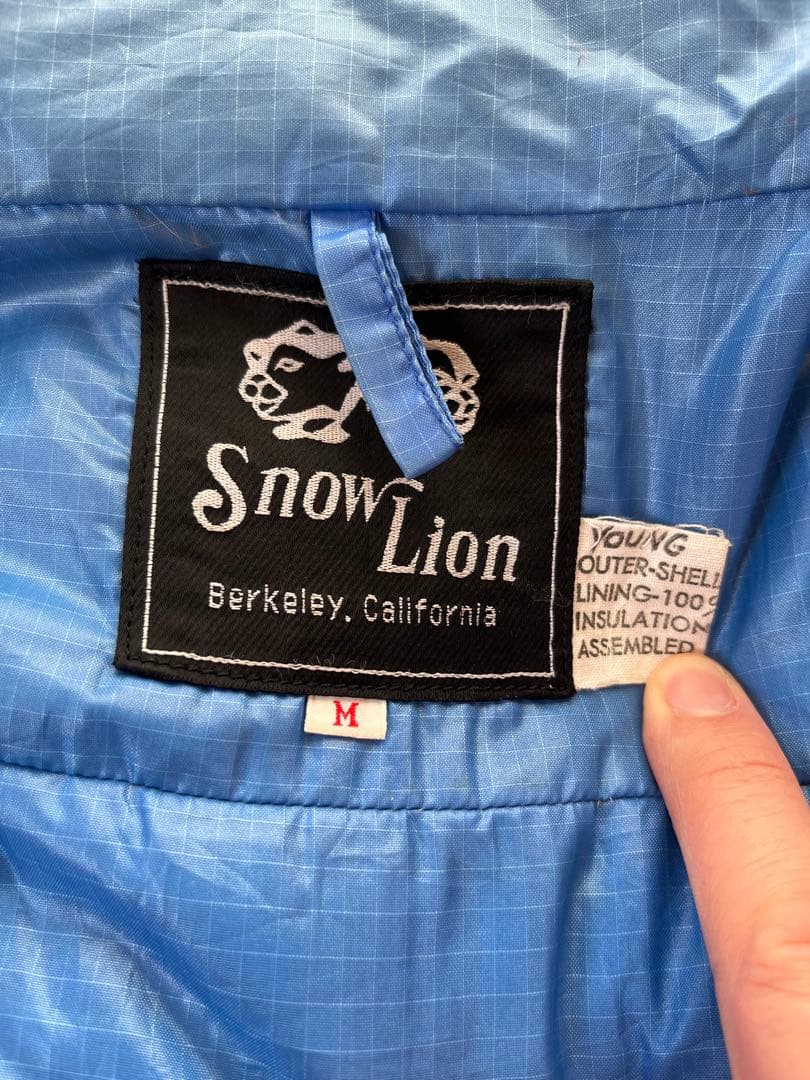 Snow
Lion
Berkeley, California
M
YOUNG
OUTER-SHELL
LINING-100%
INSULATION
ASSEMBLED